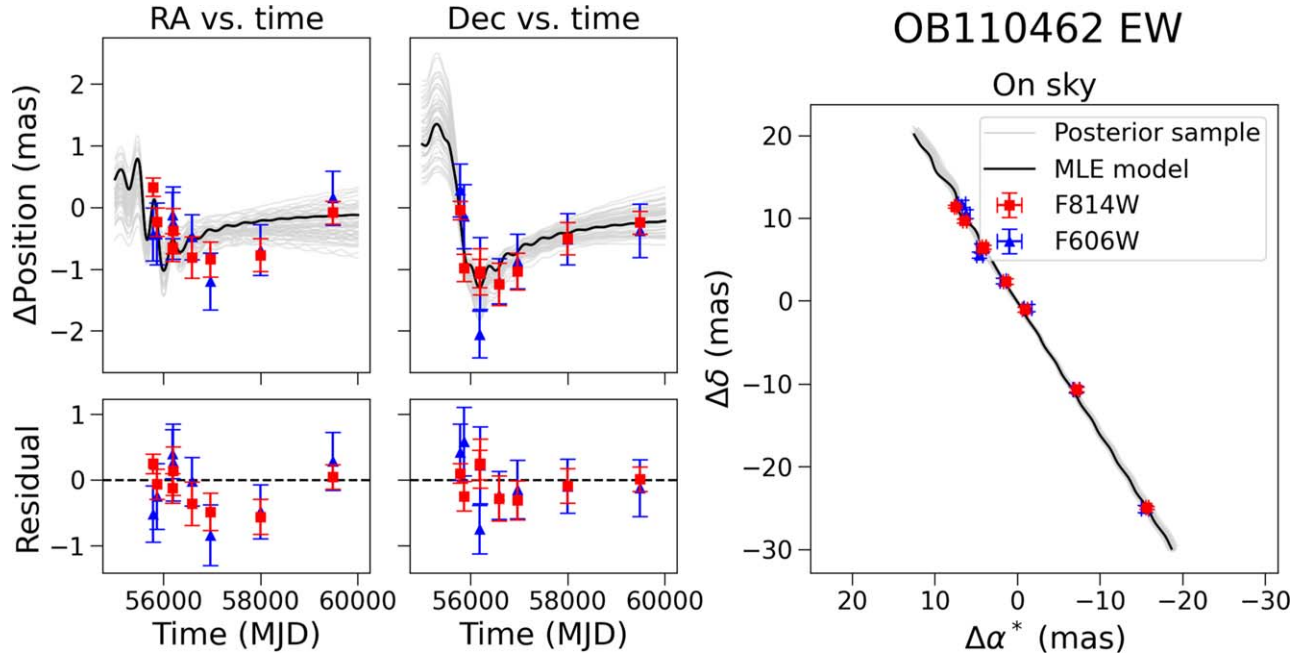 RA vs. time
Dec vs. time
OB110462 EW
On sky
ΔPosition (mas)
2
1
0
−1
−2
Residual
1
0
−1
56000 58000 60000
56000 58000 60000
Time (MJD)
Time (MJD)
Δδ (mas)
20
10
0
−10
−20
−30
Posterior sample
MLE model
F814W
F606W
20 10 0 −10 −20 −30
Δα* (mas)